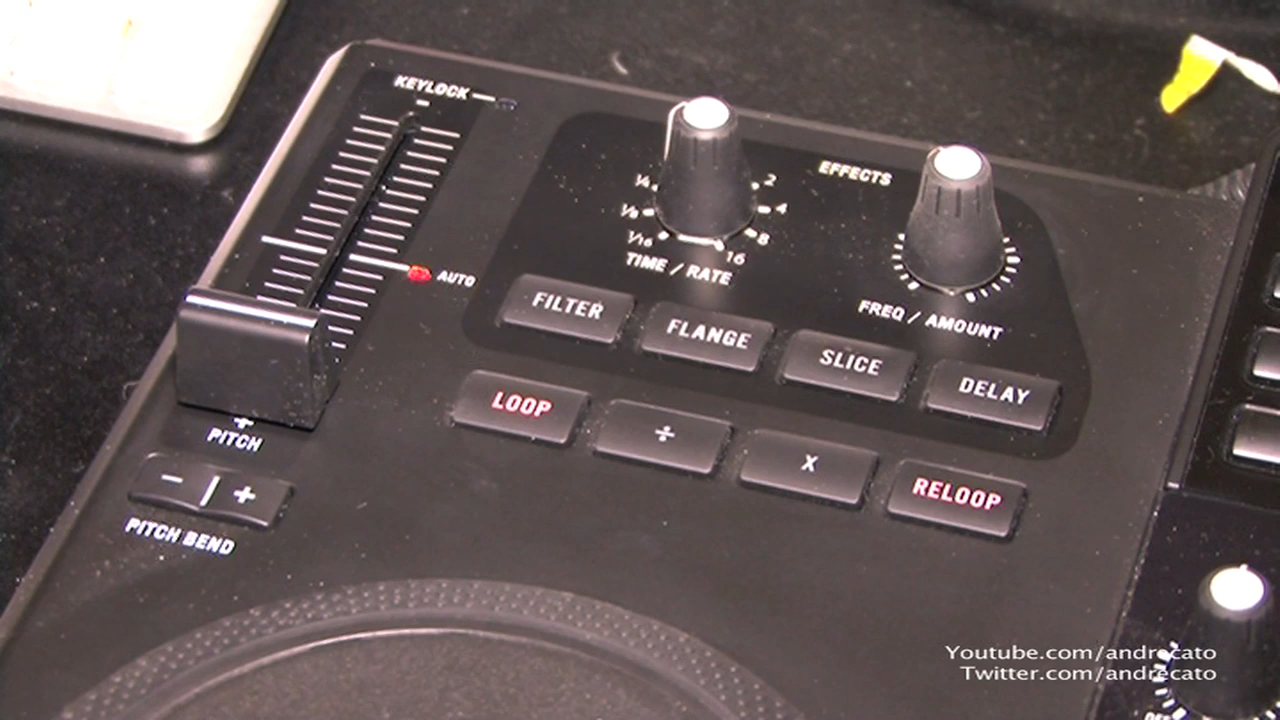 KEYLOCK
-
EFFECTS
1/4
2
1/8
4
1/16
8
16
TIME / RATE
AUTO
FREQ / AMOUNT
FILTER
FLANGE
SLICE
DELAY
LOOP
÷
X
RELOOP
+
PITCH
- | +
PITCH BEND
Youtube.com/andrecato
Twitter.com/andrecato